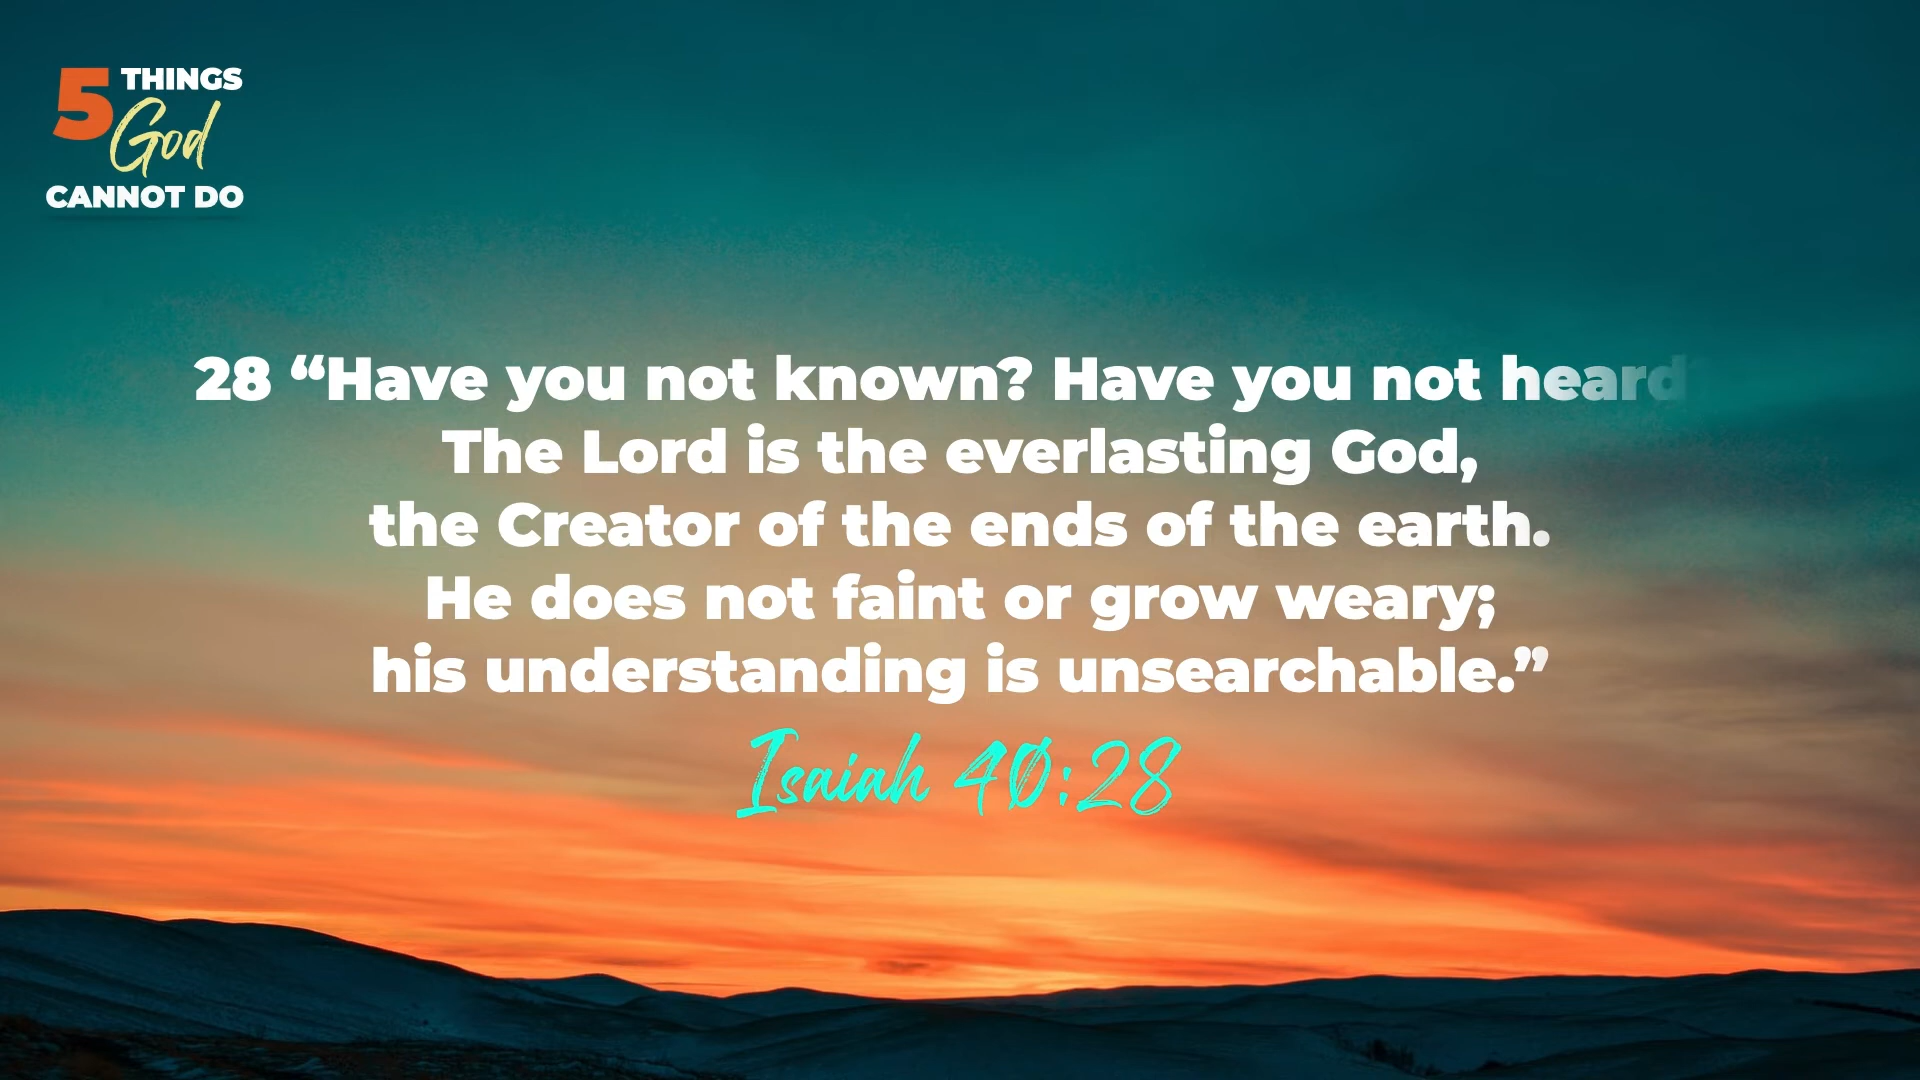 5 THINGS
God
CANNOT DO
28 “Have you not known? Have you not heard
The Lord is the everlasting God,
the Creator of the ends of the earth.
He does not faint or grow weary;
his understanding is unsearchable.”
Isaiah 40:28